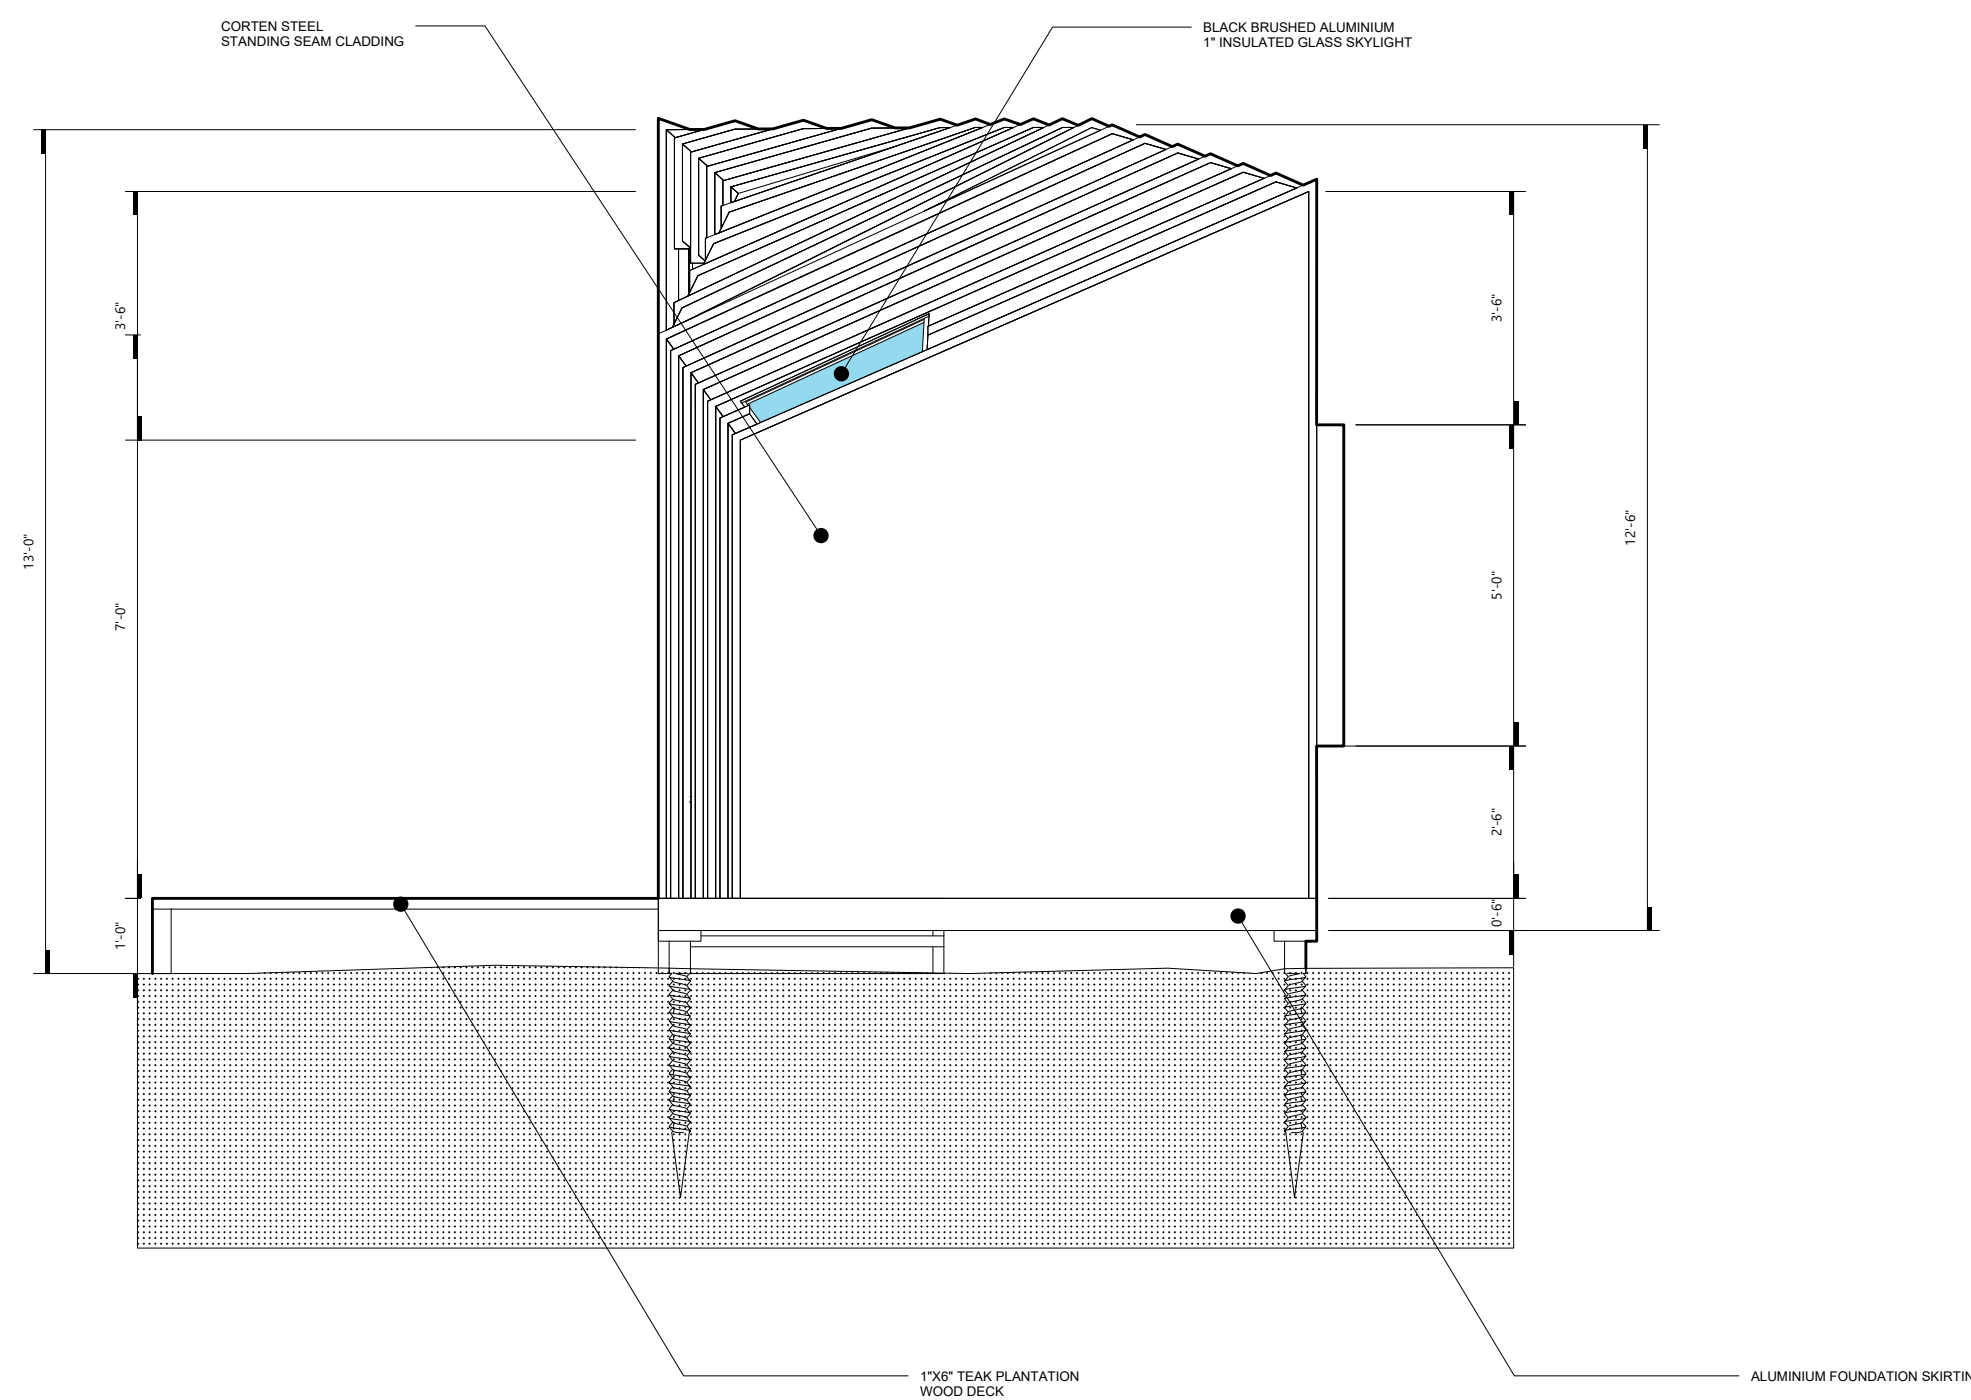 CORTEN STEEL
STANDING SEAM CLADDING
BLACK BRUSHED ALUMINIUM
1" INSULATED GLASS SKYLIGHT
3'-6"
3'-6"
13'-0"
12'-6"
7'-0"
5'-0"
2'-6"
1'-0"
0'-6"
1"X6" TEAK PLANTATION
WOOD DECK
ALUMINIUM FOUNDATION SKIRTIN